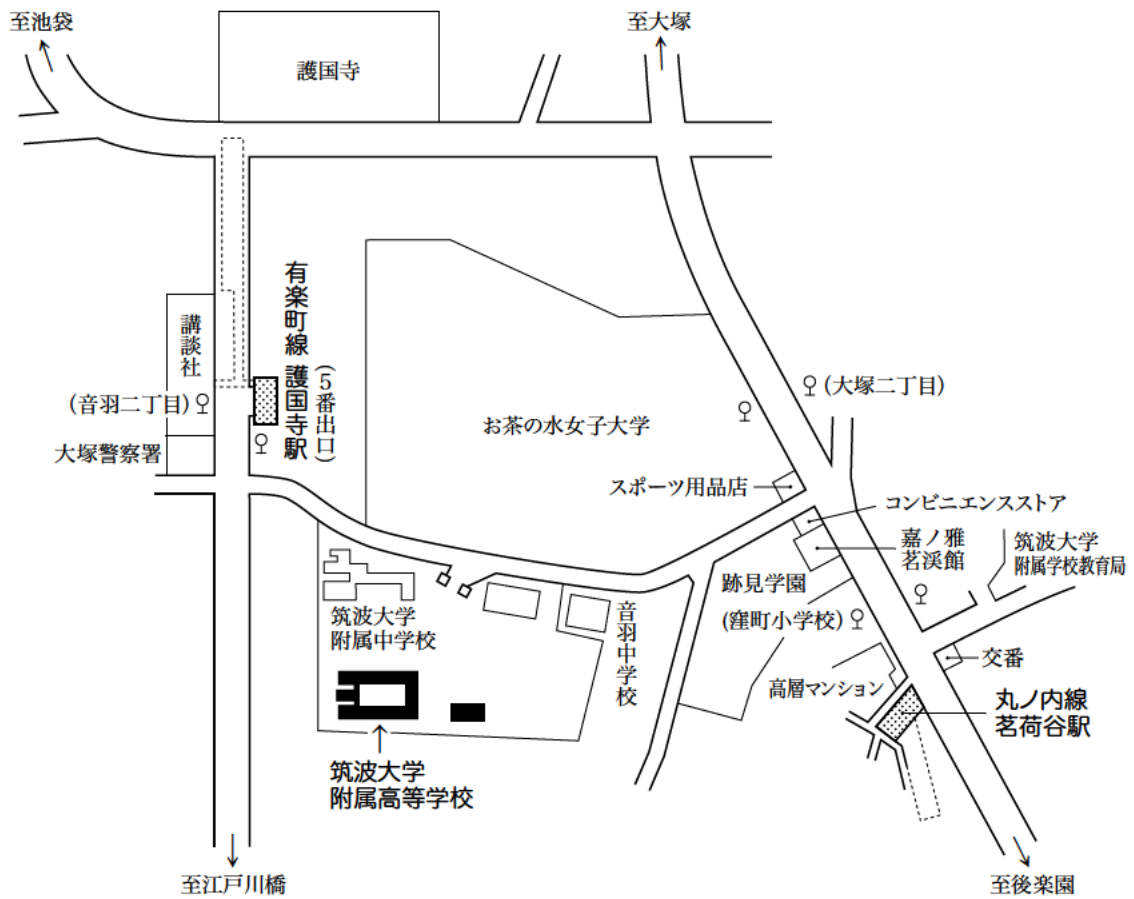 至池袋
至大塚
護国寺
有楽町線 護国寺駅
(5番出口)
講談社
(音羽二丁目)
大塚警察署
お茶の水女子大学
(大塚二丁目)
スポーツ用品店
コンビニエンスストア
嘉ノ雅
茗溪館
筑波大学
附属学校教育局
跡見学園
(窪町小学校)
筑波大学
附属中学校
音羽中学校
交番
高層マンション
丸ノ内線
茗荷谷駅
筑波大学
附属高等学校
至江戸川橋
至後楽園